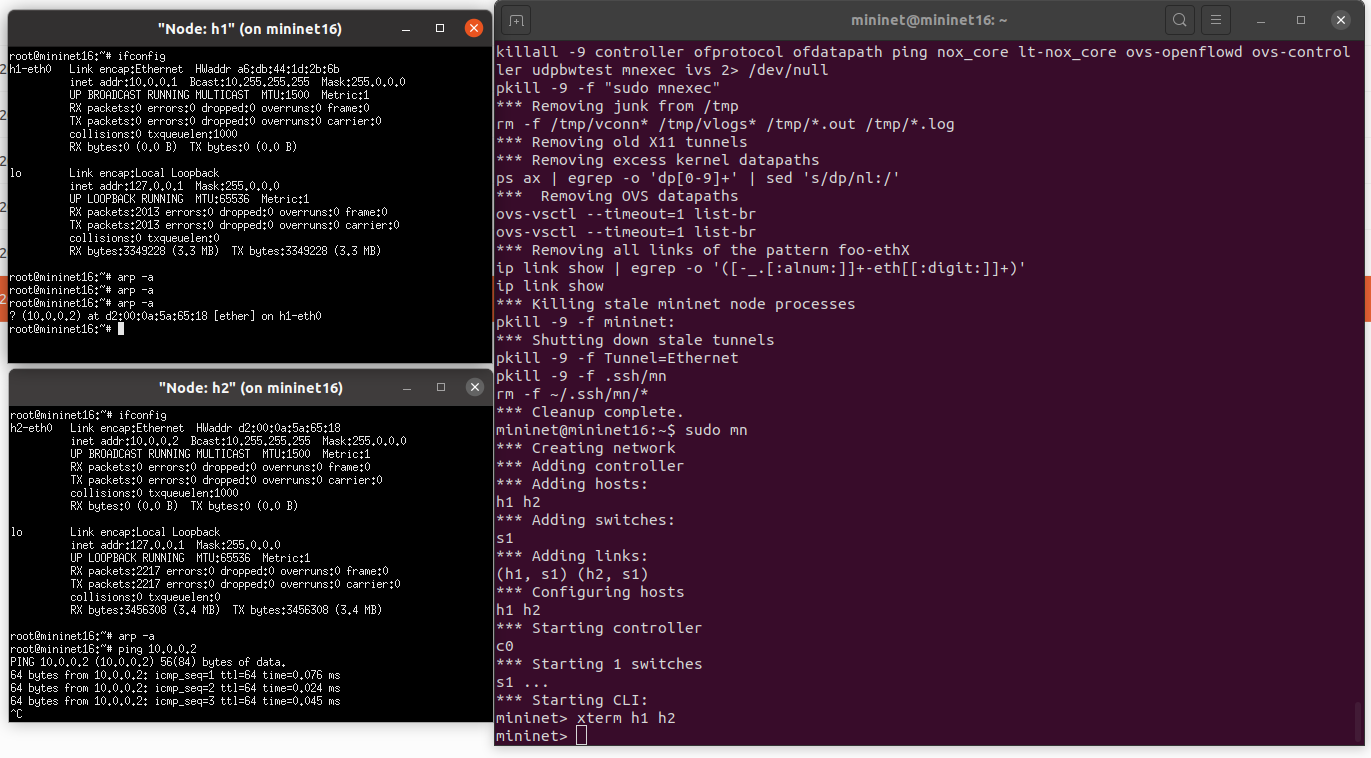 "Node: h1" (on mininet16)
root@mininet16:~# ifconfig
h1-eth0   Link encap:Ethernet  HWaddr a6:db:44:1d:2b:6b
          inet addr:10.0.0.1  Bcast:10.255.255.255  Mask:255.0.0.0
          UP BROADCAST RUNNING MULTICAST  MTU:1500  Metric:1
          RX packets:0 errors:0 dropped:0 overruns:0 frame:0
          TX packets:0 errors:0 dropped:0 overruns:0 carrier:0
          collisions:0 txqueuelen:1000
          RX bytes:0 (0.0 B)  TX bytes:0 (0.0 B)
lo        Link encap:Local Loopback
          inet addr:127.0.0.1  Mask:255.0.0.0
          UP LOOPBACK RUNNING  MTU:65536  Metric:1
          RX packets:2013 errors:0 dropped:0 overruns:0 frame:0
          TX packets:2013 errors:0 dropped:0 overruns:0 carrier:0
          collisions:0 txqueuelen:0
          RX bytes:3349228 (3.3 MB)  TX bytes:3349228 (3.3 MB)
root@mininet16:~# arp -a
root@mininet16:~# arp -a
root@mininet16:~# arp -a
? (10.0.0.2) at d2:00:0a:5a:65:18 [ether] on h1-eth0
root@mininet16:~#
"Node: h2" (on mininet16)
root@mininet16:~# ifconfig
h2-eth0   Link encap:Ethernet  HWaddr d2:00:0a:5a:65:18
          inet addr:10.0.0.2  Bcast:10.255.255.255  Mask:255.0.0.0
          UP BROADCAST RUNNING MULTICAST  MTU:1500  Metric:1
          RX packets:0 errors:0 dropped:0 overruns:0 frame:0
          TX packets:0 errors:0 dropped:0 overruns:0 carrier:0
          collisions:0 txqueuelen:1000
          RX bytes:0 (0.0 B)  TX bytes:0 (0.0 B)
lo        Link encap:Local Loopback
          inet addr:127.0.0.1  Mask:255.0.0.0
          UP LOOPBACK RUNNING  MTU:65536  Metric:1
          RX packets:2217 errors:0 dropped:0 overruns:0 frame:0
          TX packets:2217 errors:0 dropped:0 overruns:0 carrier:0
          collisions:0 txqueuelen:0
          RX bytes:3456308 (3.4 MB)  TX bytes:3456308 (3.4 MB)
root@mininet16:~# arp -a
root@mininet16:~# ping 10.0.0.2
PING 10.0.0.2 (10.0.0.2) 56(84) bytes of data.
64 bytes from 10.0.0.2: icmp_seq=1 ttl=64 time=0.076 ms
64 bytes from 10.0.0.2: icmp_seq=2 ttl=64 time=0.024 ms
64 bytes from 10.0.0.2: icmp_seq=3 ttl=64 time=0.045 ms
^C
mininet@mininet16: ~
killall -9 controller ofprotocol ofdatapath ping nox_core lt-nox_core ovs-openflowd ovs-control
ler udpbwtest mnexec ivs 2> /dev/null
pkill -9 -f "sudo mnexec"
*** Removing junk from /tmp
rm -f /tmp/vconn* /tmp/vlogs* /tmp/*.out /tmp/*.log
*** Removing old X11 tunnels
*** Removing excess kernel datapaths
ps ax | egrep -o 'dp[0-9]+' | sed 's/dp/nl:/'
***  Removing OVS datapaths
ovs-vsctl --timeout=1 list-br
ovs-vsctl --timeout=1 list-br
*** Removing all links of the pattern foo-ethX
ip link show | egrep -o '([-_.[:alnum:]]+-eth[[:digit:]]+)'
ip link show
*** Killing stale mininet node processes
pkill -9 -f mininet:
*** Shutting down stale tunnels
pkill -9 -f Tunnel=Ethernet
pkill -9 -f .ssh/mn
rm -f ~/.ssh/mn/*
*** Cleanup complete.
mininet@mininet16:~$ sudo mn
*** Creating network
*** Adding controller
*** Adding hosts:
h1 h2
*** Adding switches:
s1
*** Adding links:
(h1, s1) (h2, s1)
*** Configuring hosts
h1 h2
*** Starting controller
c0
*** Starting 1 switches
s1 ...
*** Starting CLI:
mininet> xterm h1 h2
mininet>